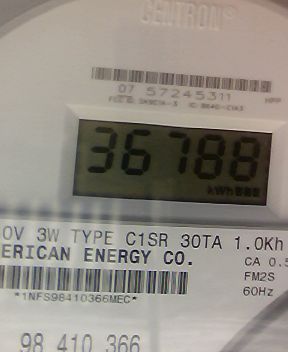 CENTRON®
07 57245311
HPP
36788
kWh
0V 3W TYPE C1SR 30TA 1.0Kh
ERICAN ENERGY CO.
CA 0.5
FM2S
*1NFS98410366MEC*
60Hz
98 410 366